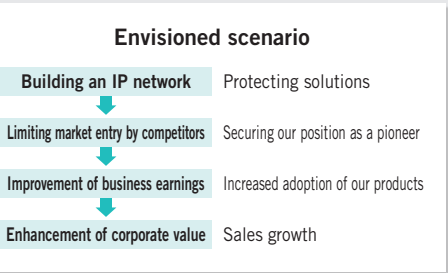 Envisioned scenario
Building an IP network Protecting solutions
Limiting market entry by competitors Securing our position as a pioneer
Improvement of business earnings Increased adoption of our products
Enhancement of corporate value Sales growth